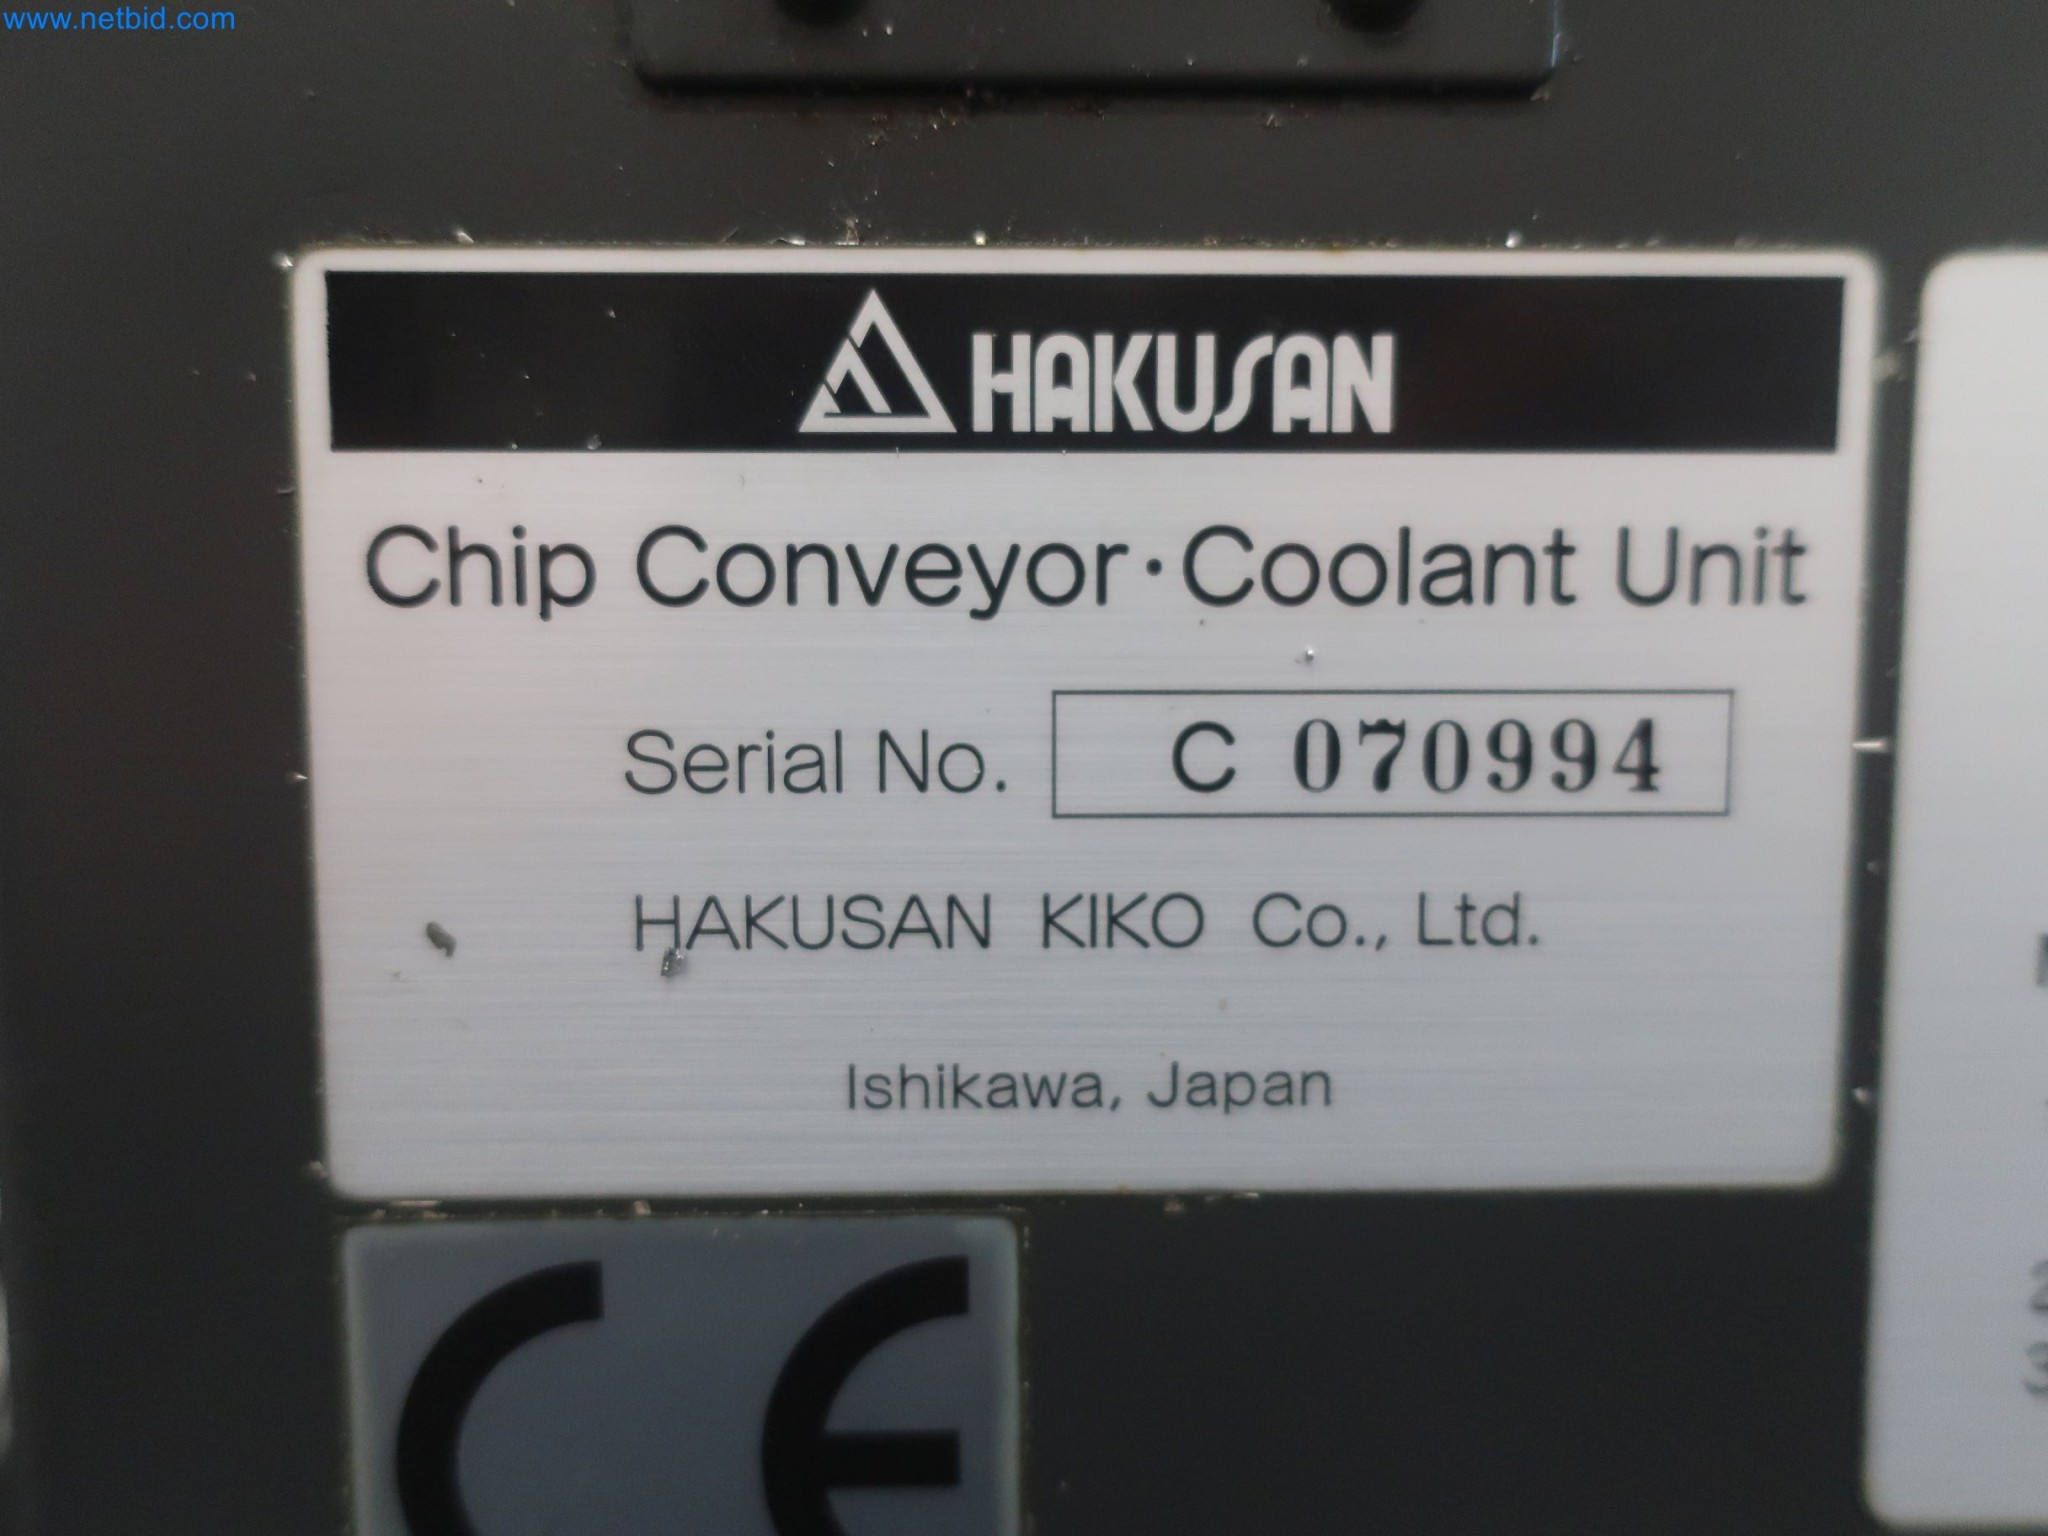 www.netbid.com
HAKUSAN
Chip Conveyor·Coolant Unit
Serial No. C 070994
HAKUSAN KIKO Co., Ltd.
Ishikawa, Japan
CE